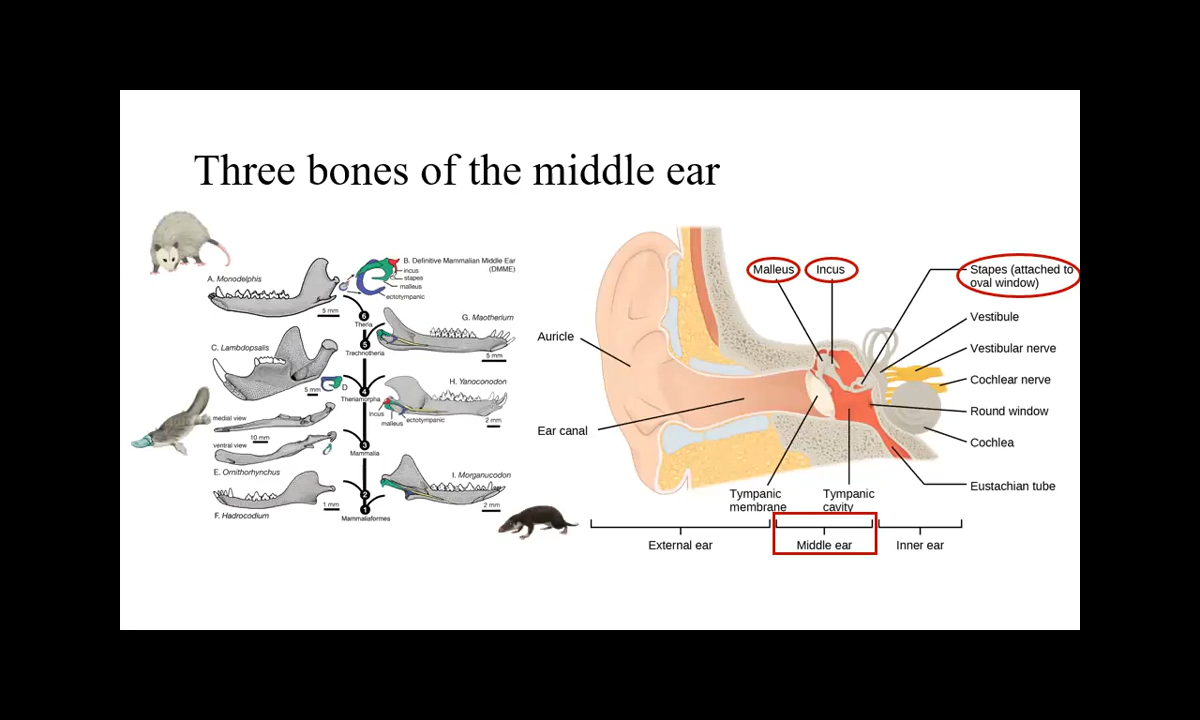 Three bones of the middle ear
A. Monodelphis
5 mm
B. Definitive Mammalian Middle Ear
(DMME)
incus
stapes
malleus
ectotympanic
6
Theria
G. Maotherium
5
Trechnotheria
5 mm
C. Lambdopsalis
5 mm
D
4
Theriamorpha
H. Yanoconodon
incus
malleus
ectotympanic
2 mm
medial view
10 mm
ventral view
3
Mammalia
E. Ornithorhynchus
I. Morganucodon
1 mm
2
2 mm
F. Hadrocodium
1
Mammaliaformes
Malleus
Incus
Stapes (attached to
oval window)
Vestibule
Auricle
Vestibular nerve
Cochlear nerve
Round window
Ear canal
Cochlea
Eustachian tube
Tympanic
membrane
Tympanic
cavity
External ear
Middle ear
Inner ear